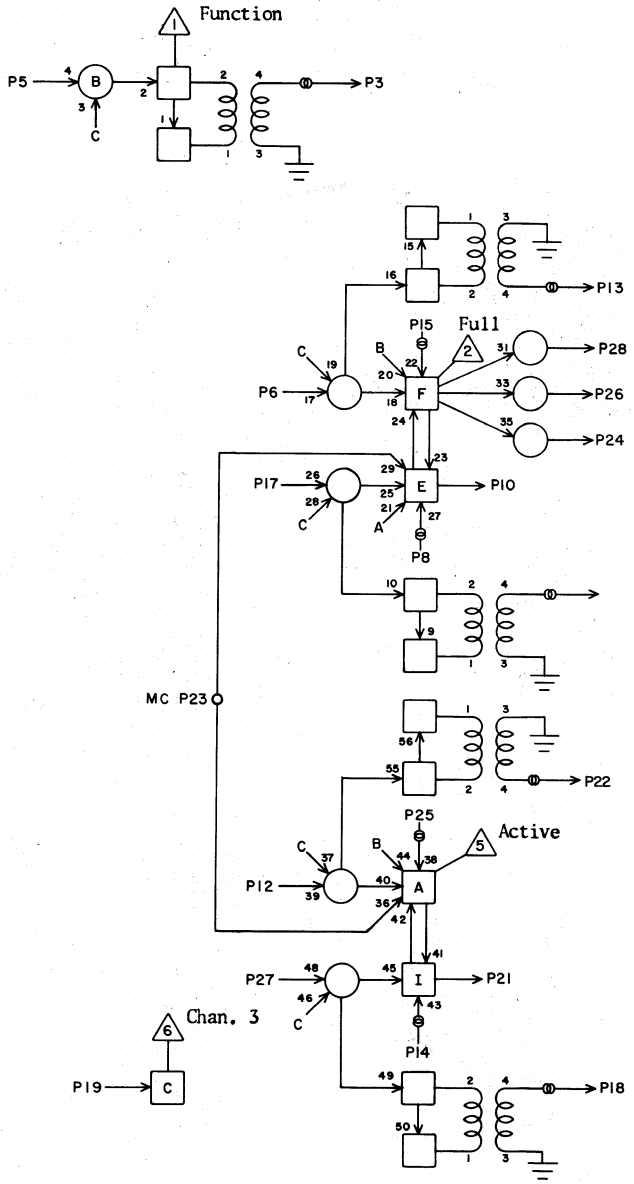 1 Function
P5 4 B 2 2 4 P3
3 C 1 1 3
1 3
15
16 2 4 P13
P15 Full
C 19 B 22 2 31 P28
20
P6 17 18 F 33 P26
24 35 P24
23
29
P17 26 25 E P10
28 21 27
C A
P8
10 2 4
9
1 3
MC P23
1 3
56
55 2 4 P22
P25
5 Active
C 37 B 44 38
P12 39 40 A
36
42
41
P27 48 45 I P21
46 43
C
6 Chan. 3
P14
P19 C 49 2 4 P18
50
1 3